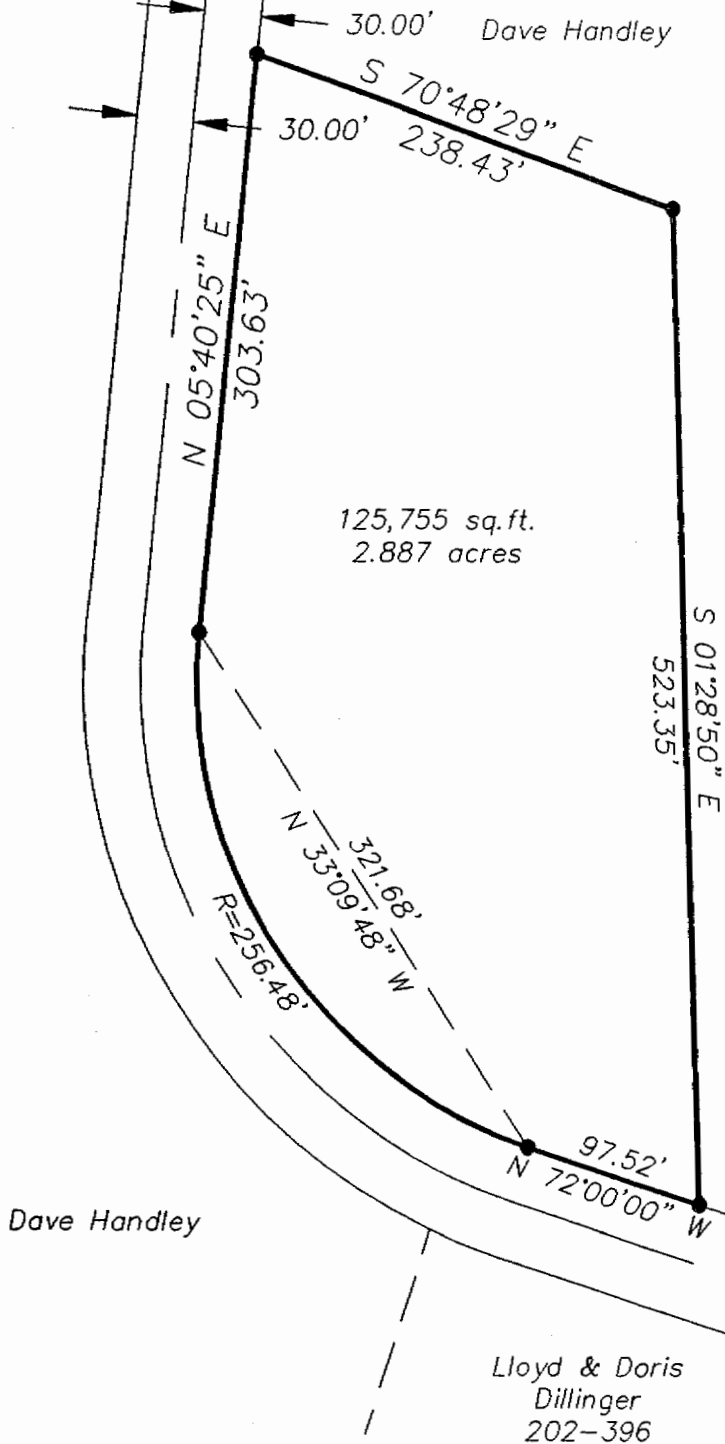 30.00'
Dave Handley
S 70°48'29" E
238.43'
30.00'
N 05°40'25" E
303.63'
125,755 sq.ft.
2.887 acres
S 01°28'50" E
523.35'
321.68'
N 33°09'48" W
R=256.48'
97.52'
N 72°00'00" W
Dave Handley
Lloyd & Doris
Dillinger
202-396